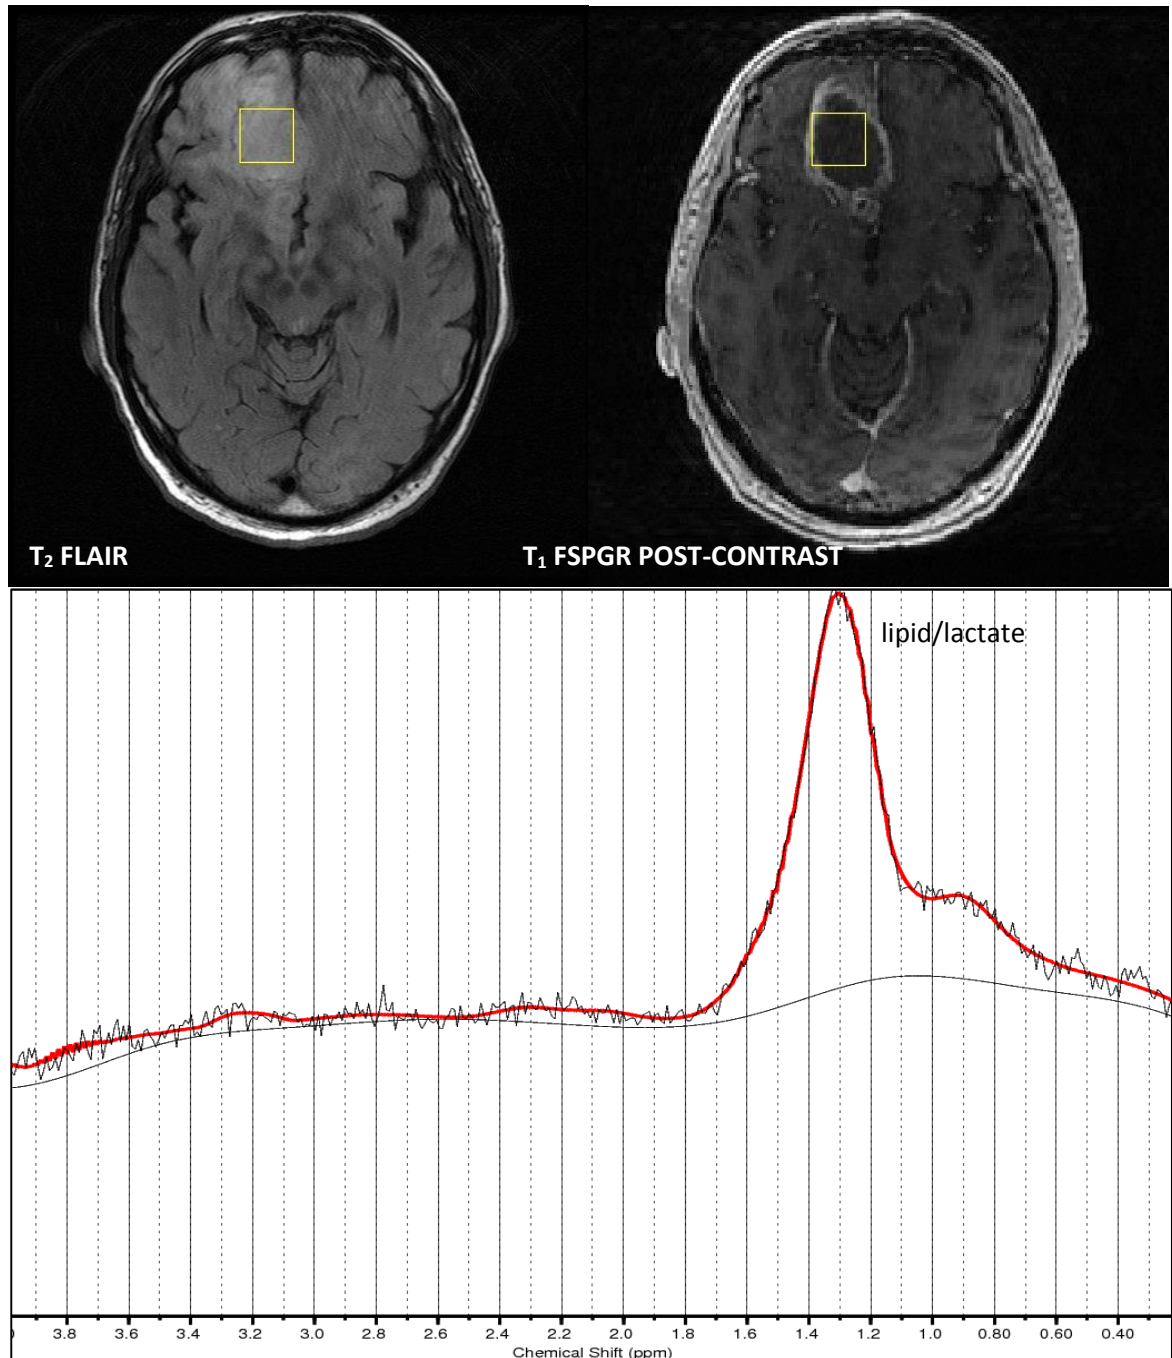 T₂ FLAIR
T₁ FSPGR POST-CONTRAST
lipid/lactate
3.8 3.6 3.4 3.2 3.0 2.8 2.6 2.4 2.2 2.0 1.8 1.6 1.4 1.2 1.0 0.80 0.60 0.40
Chemical Shift (ppm)